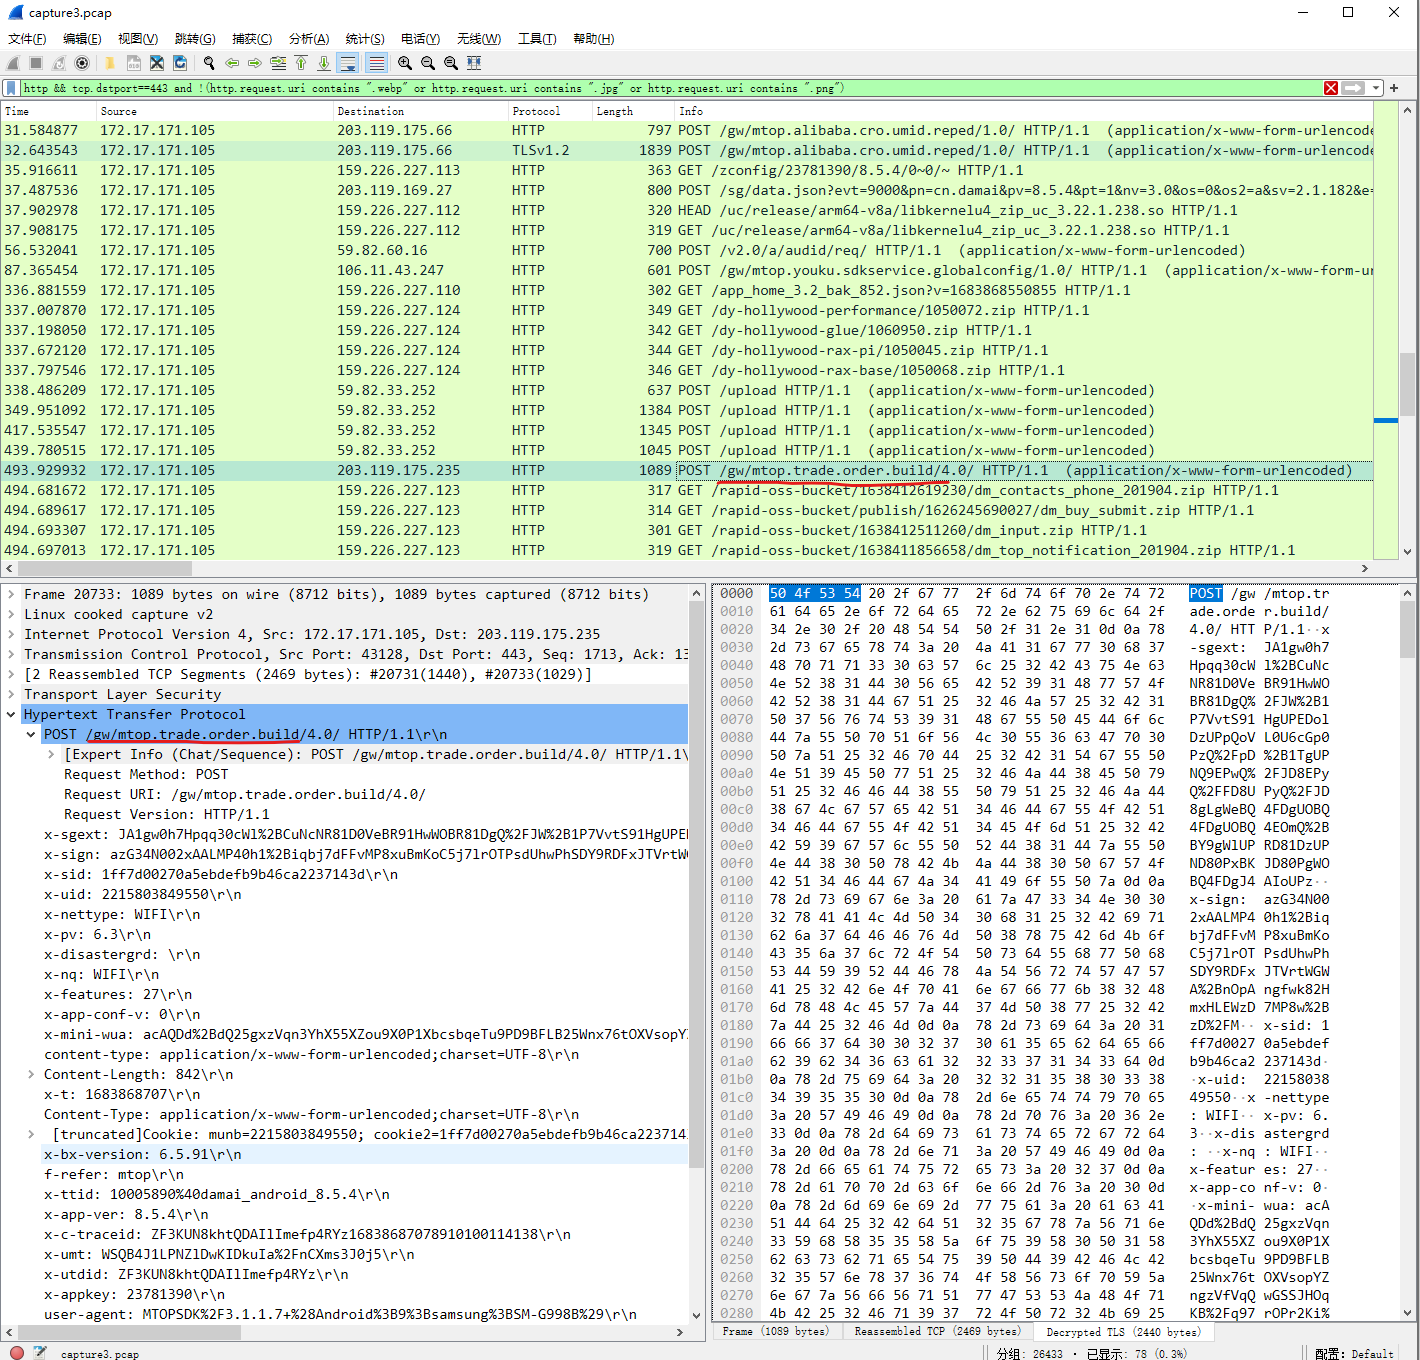 capture3.pcap
文件(F) 编辑(E) 视图(V) 跳转(G) 捕获(C) 分析(A) 统计(S) 电话(Y) 无线(W) 工具(T) 帮助(H)
http && tcp.dstport==443 and !(http.request.uri contains ".webp" or http.request.uri contains ".jpg" or http.request.uri contains ".png")
Time Source Destination Protocol Length Info
31.584877 172.17.171.105 203.119.175.66 HTTP 797 POST /gw/mtop.alibaba.cro.umid.reped/1.0/ HTTP/1.1 (application/x-www-form-urlencode
32.643543 172.17.171.105 203.119.175.66 TLSv1.2 1839 POST /gw/mtop.alibaba.cro.umid.reped/1.0/ HTTP/1.1 (application/x-www-form-urlencode
35.916611 172.17.171.105 159.226.227.113 HTTP 363 GET /zconfig/23781390/8.5.4/0~0/~ HTTP/1.1
37.487536 172.17.171.105 203.119.169.27 HTTP 800 POST /sg/data.json?evt=9000&pn=cn.damai&pv=8.5.4&pt=1&nv=3.0&os=0&os2=a&sv=2.1.182&e=
37.902978 172.17.171.105 159.226.227.112 HTTP 320 HEAD /uc/release/arm64-v8a/libkernelu4_zip_uc_3.22.1.238.so HTTP/1.1
37.908175 172.17.171.105 159.226.227.112 HTTP 319 GET /uc/release/arm64-v8a/libkernelu4_zip_uc_3.22.1.238.so HTTP/1.1
56.532041 172.17.171.105 59.82.60.16 HTTP 700 POST /v2.0/a/audid/req/ HTTP/1.1 (application/x-www-form-urlencoded)
87.365454 172.17.171.105 106.11.43.247 HTTP 601 POST /gw/mtop.youku.sdkservice.globalconfig/1.0/ HTTP/1.1 (application/x-www-form-ur
336.881559 172.17.171.105 159.226.227.110 HTTP 302 GET /app_home_3.2_bak_852.json?v=1683868550855 HTTP/1.1
337.007870 172.17.171.105 159.226.227.124 HTTP 349 GET /dy-hollywood-performance/1050072.zip HTTP/1.1
337.198050 172.17.171.105 159.226.227.124 HTTP 342 GET /dy-hollywood-glue/1060950.zip HTTP/1.1
337.672120 172.17.171.105 159.226.227.124 HTTP 344 GET /dy-hollywood-rax-pi/1050045.zip HTTP/1.1
337.797546 172.17.171.105 159.226.227.124 HTTP 346 GET /dy-hollywood-rax-base/1050068.zip HTTP/1.1
338.486209 172.17.171.105 59.82.33.252 HTTP 637 POST /upload HTTP/1.1 (application/x-www-form-urlencoded)
349.951092 172.17.171.105 59.82.33.252 HTTP 1384 POST /upload HTTP/1.1 (application/x-www-form-urlencoded)
417.535547 172.17.171.105 59.82.33.252 HTTP 1345 POST /upload HTTP/1.1 (application/x-www-form-urlencoded)
439.780515 172.17.171.105 59.82.33.252 HTTP 1045 POST /upload HTTP/1.1 (application/x-www-form-urlencoded)
493.929932 172.17.171.105 203.119.175.235 HTTP 1089 POST /gw/mtop.trade.order.build/4.0/ HTTP/1.1 (application/x-www-form-urlencoded)
494.681672 172.17.171.105 159.226.227.123 HTTP 317 GET /rapid-oss-bucket/1638412619230/dm_contacts_phone_201904.zip HTTP/1.1
494.689617 172.17.171.105 159.226.227.123 HTTP 314 GET /rapid-oss-bucket/publish/1626245690027/dm_buy_submit.zip HTTP/1.1
494.693307 172.17.171.105 159.226.227.123 HTTP 301 GET /rapid-oss-bucket/1638412511260/dm_input.zip HTTP/1.1
494.697013 172.17.171.105 159.226.227.123 HTTP 319 GET /rapid-oss-bucket/1638411856658/dm_top_notification_201904.zip HTTP/1.1
Frame 20733: 1089 bytes on wire (8712 bits), 1089 bytes captured (8712 bits)
Linux cooked capture v2
Internet Protocol Version 4, Src: 172.17.171.105, Dst: 203.119.175.235
Transmission Control Protocol, Src Port: 43128, Dst Port: 443, Seq: 1713, Ack: 13
[2 Reassembled TCP Segments (2469 bytes): #20731(1440), #20733(1029)]
Transport Layer Security
Hypertext Transfer Protocol
POST /gw/mtop.trade.order.build/4.0/ HTTP/1.1\r\n
[Expert Info (Chat/Sequence): POST /gw/mtop.trade.order.build/4.0/ HTTP/1.1\
Request Method: POST
Request URI: /gw/mtop.trade.order.build/4.0/
Request Version: HTTP/1.1
x-sgext: JA1gw0h7Hpqq30cWl%2BCuNcNR81D0VeBR91HwWOBR81DgQ%2FJW%2B1P7VvtS91HgUPE
x-sign: azG34N002xAALMP40h1%2Biqbj7dFFvMP8xuBmKoC5j7lrOTPsdUhwPhSDY9RDFxJTVrtW
x-sid: 1ff7d00270a5ebdefb9b46ca2237143d\r\n
x-uid: 2215803849550\r\n
x-nettype: WIFI\r\n
x-pv: 6.3\r\n
x-disastergrd: \r\n
x-nq: WIFI\r\n
x-features: 27\r\n
x-app-conf-v: 0\r\n
x-mini-wua: acAQDd%2BdQ25gxzVqn3YhX55XZou9X0P1XbcsbqeTu9PD9BFLB25Wnx76tOXVsopY
content-type: application/x-www-form-urlencoded;charset=UTF-8\r\n
Content-Length: 842\r\n
x-t: 1683868707\r\n
Content-Type: application/x-www-form-urlencoded;charset=UTF-8\r\n
[truncated]Cookie: munb=2215803849550; cookie2=1ff7d00270a5ebdefb9b46ca223714
x-bx-version: 6.5.91\r\n
f-refer: mtop\r\n
x-ttid: 10005890%40damai_android_8.5.4\r\n
x-app-ver: 8.5.4\r\n
x-c-traceid: ZF3KUN8khtQDAIlImefp4RYz16838687078910100114138\r\n
x-umt: WSQB4J1LPNZlDwKIDkuIa%2FnCXms3J0j5\r\n
x-utdid: ZF3KUN8khtQDAIlImefp4RYz\r\n
x-appkey: 23781390\r\n
user-agent: MTOPSDK%2F3.1.1.7+%28Android%3B9%3Bsamsung%3BSM-G998B%29\r\n
0000 50 4f 53 54 20 2f 67 77 2f 6d 74 6f 70 2e 74 72 POST /gw /mtop.tr
0010 61 64 65 2e 6f 72 64 65 72 2e 62 75 69 6c 64 2f ade.orde r.build/
0020 34 2e 30 2f 20 48 54 54 50 2f 31 2e 31 0d 0a 78 4.0/ HTT P/1.1··x
0030 2d 73 67 65 78 74 3a 20 4a 41 31 67 77 30 68 37 -sgext: JA1gw0h7
0040 48 70 71 71 33 30 63 57 6c 25 32 42 43 75 4e 63 Hpqq30cW l%2BCuNc
0050 4e 52 38 31 44 30 56 65 42 52 39 31 48 77 57 4f NR81D0Ve BR91HwWO
0060 42 52 38 31 44 67 51 25 32 46 4a 57 25 32 42 31 BR81DgQ% 2FJW%2B1
0070 50 37 56 76 74 53 39 31 48 67 55 50 45 44 6f 6c P7VvtS91 HgUPEDol
0080 44 7a 55 50 70 51 6f 56 4c 30 55 36 63 47 70 30 DzUPpQoV L0U6cGp0
0090 50 7a 51 25 32 46 70 44 25 32 42 31 54 67 55 50 PzQ%2FpD %2B1TgUP
00a0 4e 51 39 45 50 77 51 25 32 46 4a 44 38 45 50 79 NQ9EPwQ% 2FJD8EPy
00b0 51 25 32 46 46 44 38 55 50 79 51 25 32 46 4a 44 Q%2FFD8U PyQ%2FJD
00c0 38 67 4c 67 57 65 42 51 34 46 44 67 55 4f 42 51 8gLgWeBQ 4FDgUOBQ
00d0 34 46 44 67 55 4f 42 51 34 45 4f 6d 51 25 32 42 4FDgUOBQ 4EOmQ%2B
00e0 42 59 39 67 57 6c 55 50 52 44 38 31 44 7a 55 50 BY9gWlUP RD81DzUP
00f0 4e 44 38 30 50 78 42 4b 4a 44 38 30 50 67 57 4f ND80PxBK JD80PgWO
0100 42 51 34 46 44 67 4a 34 41 49 6f 55 50 7a 0d 0a BQ4FDgJ4 AIoUPz··
0110 78 2d 73 69 67 6e 3a 20 61 7a 47 33 34 4e 30 30 x-sign: azG34N00
0120 32 78 41 41 4c 4d 50 34 30 68 31 25 32 42 69 71 2xAALMP4 0h1%2Biq
0130 62 6a 37 64 46 46 76 4d 50 38 78 75 42 6d 4b 6f bj7dFFvM P8xuBmKo
0140 43 35 6a 37 6c 72 4f 54 50 73 64 55 68 77 50 68 C5j7lrOT PsdUhwPh
0150 53 44 59 39 52 44 46 78 4a 54 56 72 74 57 47 57 SDY9RDFx JTVrtWGW
0160 41 25 32 42 6e 4f 70 41 6e 67 66 77 6b 38 32 48 A%2BnOpA ngfwk82H
0170 6d 78 48 4c 45 57 7a 44 37 4d 50 38 77 25 32 42 mxHLEWzD 7MP8w%2B
0180 7a 44 25 32 46 4d 0d 0a 78 2d 73 69 64 3a 20 31 zD%2FM·· x-sid: 1
0190 66 66 37 64 30 30 32 37 30 61 35 65 62 64 65 66 ff7d0027 0a5ebdef
01a0 62 39 62 34 36 63 61 32 32 33 37 31 34 33 64 0d b9b46ca2 237143d·
01b0 0a 78 2d 75 69 64 3a 20 32 32 31 35 38 30 33 38 ·x-uid: 22158038
01c0 34 39 35 35 30 0d 0a 78 2d 6e 65 74 74 79 70 65 49550··x -nettype
01d0 3a 20 57 49 46 49 0d 0a 78 2d 70 76 3a 20 36 2e : WIFI·· x-pv: 6.
01e0 33 0d 0a 78 2d 64 69 73 61 73 74 65 72 67 72 64 3··x-dis astergrd
01f0 3a 20 0d 0a 78 2d 6e 71 3a 20 57 49 46 49 0d 0a : ··x-nq : WIFI··
0200 78 2d 66 65 61 74 75 72 65 73 3a 20 32 37 0d 0a x-featur es: 27··
0210 78 2d 61 70 70 2d 63 6f 6e 66 2d 76 3a 20 30 0d x-app-co nf-v: 0·
0220 0a 78 2d 6d 69 6e 69 2d 77 75 61 3a 20 61 63 41 ·x-mini- wua: acA
0230 51 44 64 25 32 42 64 51 32 35 67 78 7a 56 71 6e QDd%2BdQ 25gxzVqn
0240 33 59 68 58 35 35 58 5a 6f 75 39 58 30 50 31 58 3YhX55XZ ou9X0P1X
0250 62 63 73 62 71 65 54 75 39 50 44 39 42 46 4c 42 bcsbqeTu 9PD9BFLB
0260 32 35 57 6e 78 37 36 74 4f 58 56 73 6f 70 59 5a 25Wnx76t OXVsopYZ
0270 6e 67 7a 56 66 56 71 77 47 53 53 4a 48 4f 71 ngzVfVqQ wGSSJHOq
0280 4b 42 25 32 46 71 39 37 72 4f 50 72 32 4b 69 25 KB%2Fq97 rOPr2Ki%
Frame (1089 bytes) Reassembled TCP (2469 bytes) Decrypted TLS (2440 bytes)
capture3.pcap 分组: 26433 · 已显示: 78 (0.3%) 配置: Default